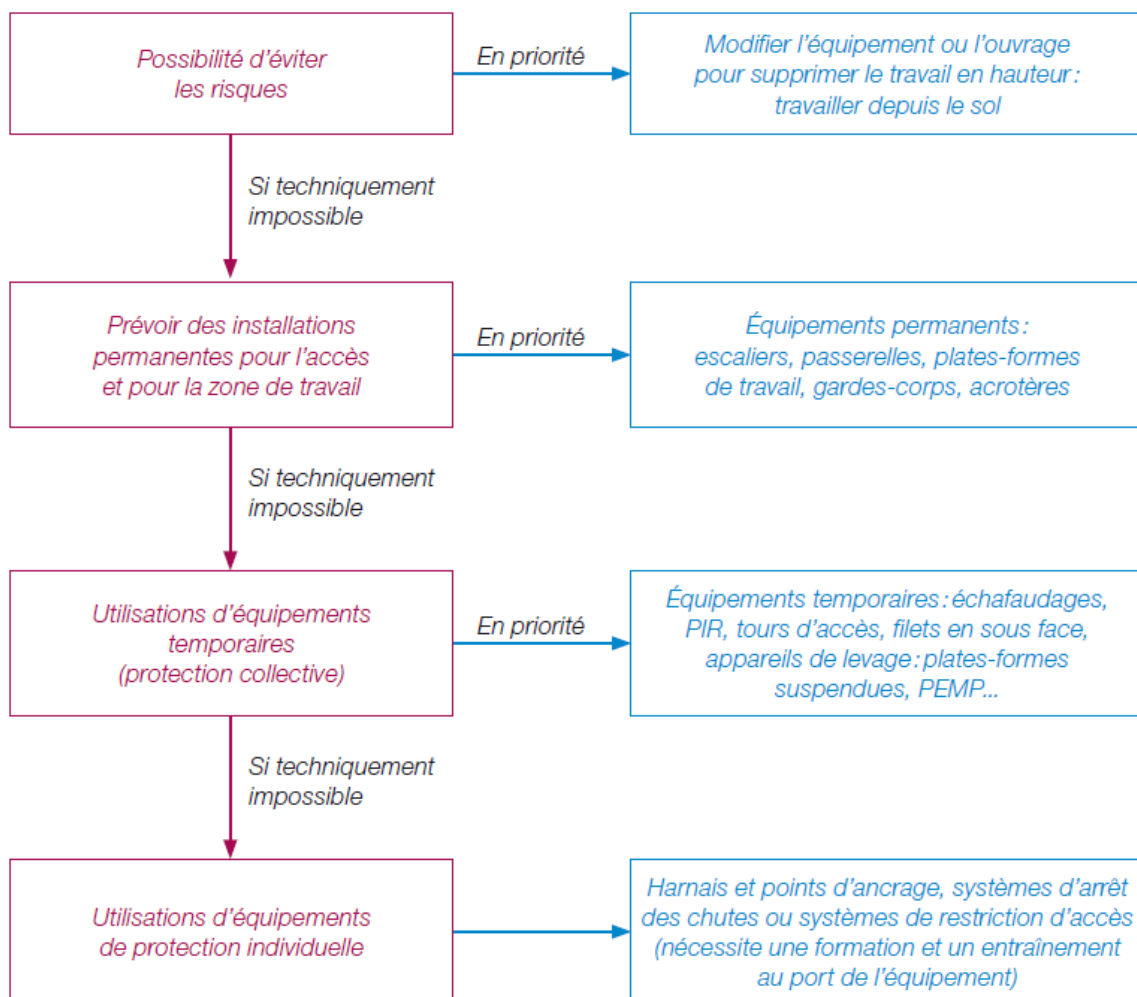 Possibilité d’éviter
les risques
En priorité
Modifier l’équipement ou l’ouvrage
pour supprimer le travail en hauteur :
travailler depuis le sol
Si techniquement
impossible
Prévoir des installations
permanentes pour l’accès
et pour la zone de travail
En priorité
Équipements permanents :
escaliers, passerelles, plates-formes
de travail, gardes-corps, acrotères
Si techniquement
impossible
Utilisations d’équipements
temporaires
(protection collective)
En priorité
Équipements temporaires : échafaudages,
PIR, tours d’accès, filets en sous face,
appareils de levage : plates-formes
suspendues, PEMP...
Si techniquement
impossible
Utilisations d’équipements
de protection individuelle
Harnais et points d’ancrage, systèmes d’arrêt
des chutes ou systèmes de restriction d’accès
(nécessite une formation et un entraînement
au port de l’équipement)